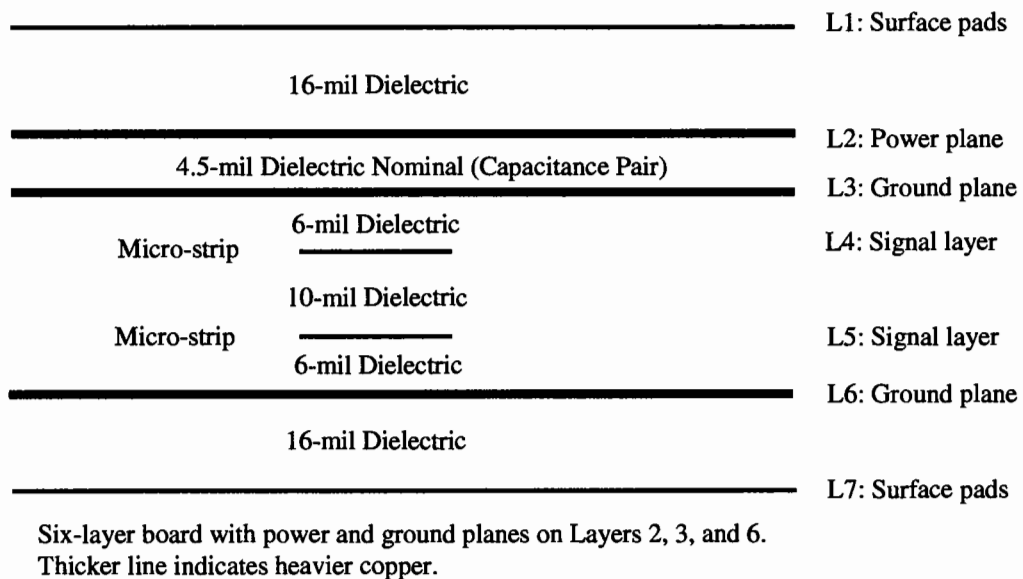 L1: Surface pads
16-mil Dielectric
L2: Power plane
4.5-mil Dielectric Nominal (Capacitance Pair)
L3: Ground plane
6-mil Dielectric
Micro-strip
L4: Signal layer
10-mil Dielectric
Micro-strip
L5: Signal layer
6-mil Dielectric
L6: Ground plane
16-mil Dielectric
L7: Surface pads
Six-layer board with power and ground planes on Layers 2, 3, and 6.
Thicker line indicates heavier copper.